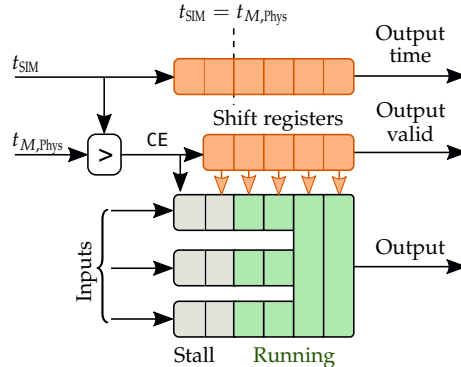 t_SIM = t_M,Phys
Output
time
t_SIM
Shift registers
Output
valid
t_M,Phys
>
CE
Inputs
Output
Stall
Running